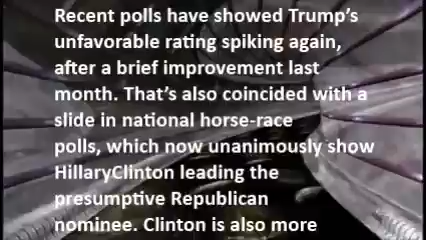 Recent polls have showed Trump’s
unfavorable rating spiking again,
after a brief improvement last
month. That’s also coincided with a
slide in national horse-race
polls, which now unanimously show
HillaryClinton leading the
presumptive Republican
nominee. Clinton is also more